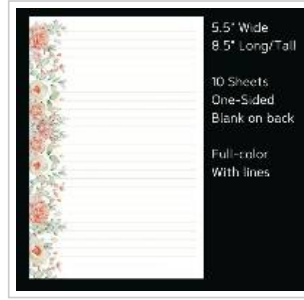 5.5" Wide
8.5" Long/Tall
10 Sheets
One-Sided
Blank on back
Full-color
With lines